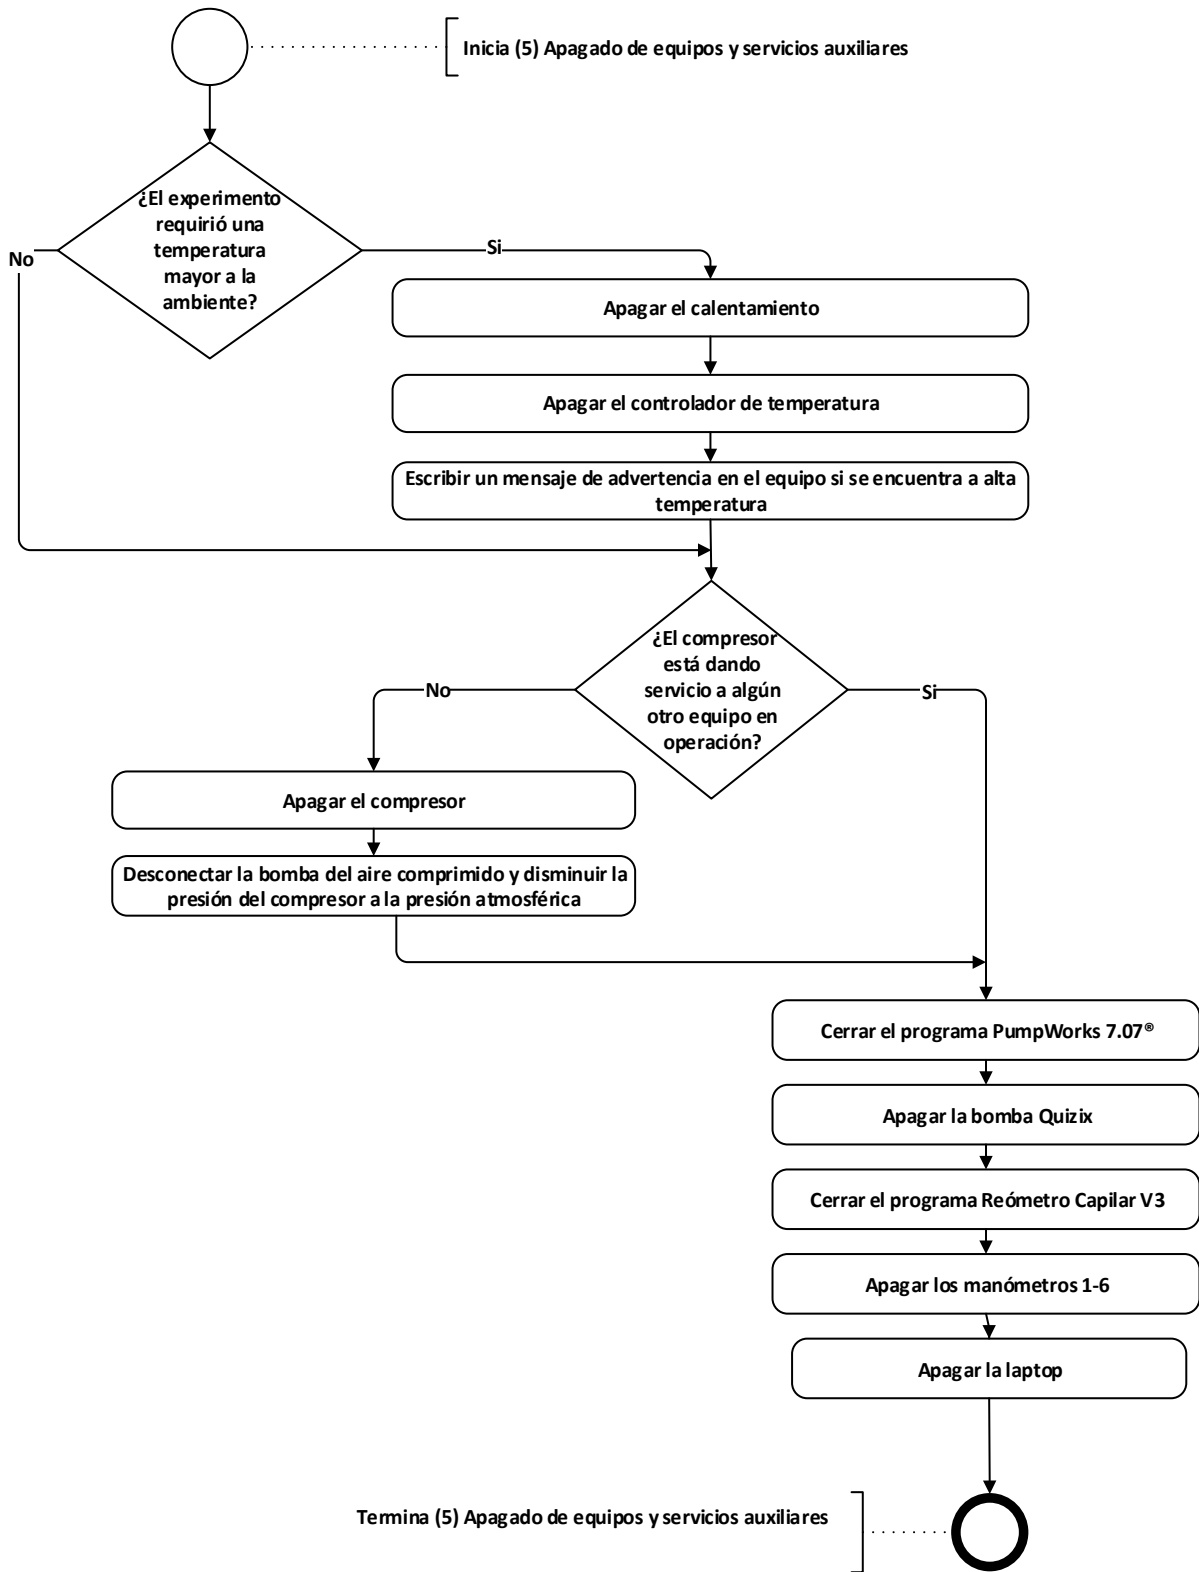 Inicia (5) Apagado de equipos y servicios auxiliares
¿El experimento
requirió una
temperatura
mayor a la
ambiente?
No
Si
Apagar el calentamiento
Apagar el controlador de temperatura
Escribir un mensaje de advertencia en el equipo si se encuentra a alta
temperatura
¿El compresor
está dando
servicio a algún
otro equipo en
operación?
No
Si
Apagar el compresor
Desconectar la bomba del aire comprimido y disminuir la
presión del compresor a la presión atmosférica
Cerrar el programa PumpWorks 7.07®
Apagar la bomba Quizix
Cerrar el programa Reómetro Capilar V3
Apagar los manómetros 1-6
Apagar la laptop
Termina (5) Apagado de equipos y servicios auxiliares